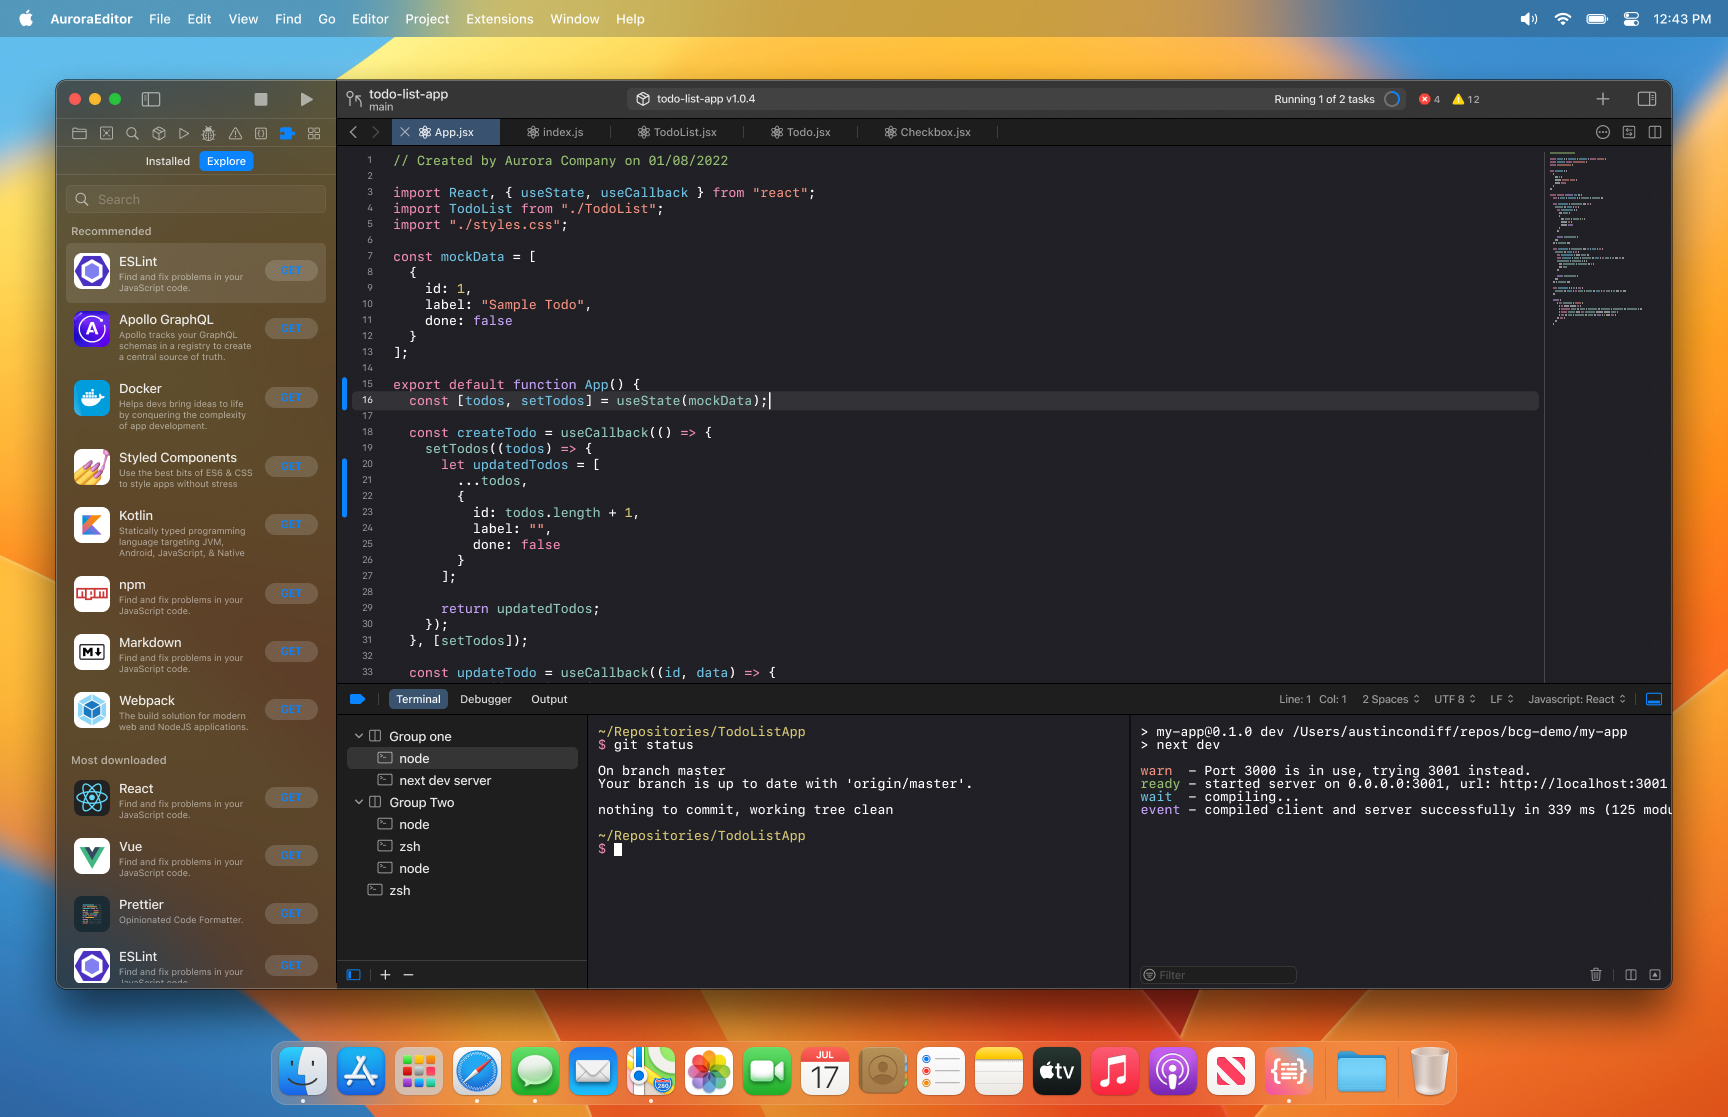 AuroraEditor File Edit View Find Go Editor Project Extensions Window Help
12:43 PM
todo-list-app
main
todo-list-app v1.0.4
Running 1 of 2 tasks
4
12
App.jsx
index.js
TodoList.jsx
Todo.jsx
Checkbox.jsx
Installed
Explore
Search
Recommended
ESLint
Find and fix problems in your
JavaScript code.
GET
Apollo GraphQL
Apollo tracks your GraphQL
schemas in a registry to create
a central source of truth.
GET
Docker
Helps devs bring ideas to life
by conquering the complexity
of app development.
GET
Styled Components
Use the best bits of ES6 & CSS
to style apps without stress
GET
Kotlin
Statically typed programming
language targeting JVM,
Android, JavaScript, & Native
GET
npm
Find and fix problems in your
JavaScript code.
GET
Markdown
Find and fix problems in your
JavaScript code.
GET
Webpack
The build solution for modern
web and NodeJS applications.
GET
Most downloaded
React
Find and fix problems in your
JavaScript code.
GET
Vue
Find and fix problems in your
JavaScript code.
GET
Prettier
Opinionated Code Formatter.
GET
ESLint
Find and fix problems in your
JavaScript code.
GET
1 // Created by Aurora Company on 01/08/2022
2
3 import React, { useState, useCallback } from "react";
4 import TodoList from "./TodoList";
5 import "./styles.css";
6
7 const mockData = [
8 {
9 id: 1,
10 label: "Sample Todo",
11 done: false
12 }
13 ];
14
15 export default function App() {
16 const [todos, setTodos] = useState(mockData);
17
18 const createTodo = useCallback(() => {
19 setTodos((todos) => {
20 let updatedTodos = [
21 ...todos,
22 {
23 id: todos.length + 1,
24 label: "",
25 done: false
26 }
27 ];
28
29 return updatedTodos;
30 });
31 }, [setTodos]);
32
33 const updateTodo = useCallback((id, data) => {
Terminal Debugger Output
Line: 1 Col: 1 2 Spaces UTF 8 LF Javascript: React
Group one
node
next dev server
Group Two
node
zsh
node
zsh
~/Repositories/TodoListApp
$ git status
On branch master
Your branch is up to date with 'origin/master'.
nothing to commit, working tree clean
~/Repositories/TodoListApp
$
> my-app@0.1.0 dev /Users/austincondiff/repos/bcg-demo/my-app
> next dev
warn – Port 3000 is in use, trying 3001 instead.
ready – started server on 0.0.0.0:3001, url: http://localhost:3001
wait – compiling...
event – compiled client and server successfully in 339 ms (125 modu
Filter
JUL
17
280
tv